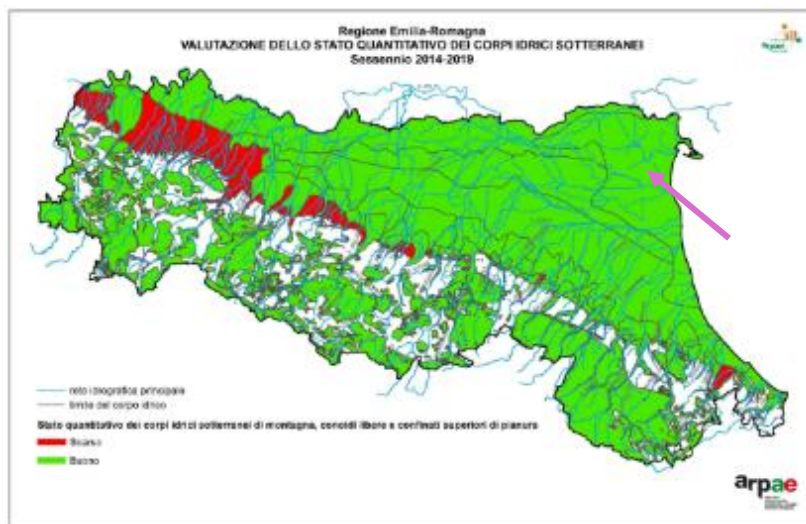 Regione Emilia-Romagna
VALUTAZIONE DELLO STATO QUANTITATIVO DEI CORPI IDRICI SOTTERRANEI
Sessennio 2014-2019
rete idrografica principale
limite del corpo idrico
Stato quantitativo dei corpi idrici sotterranei di montagna, conoidi libere e confinati superiori di pianura
Scarso
Buono
arpae